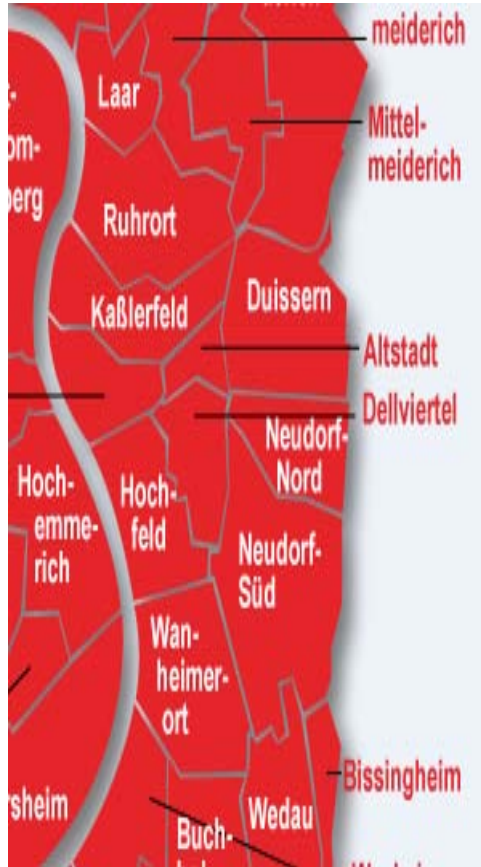 meiderich
Laar
Mittel-
meiderich
berg
Ruhrort
Duissern
Kaßlerfeld
Altstadt
Dellviertel
Neudorf-
Nord
Hoch-
emme-
rich
Hoch-
feld
Neudorf-
Süd
Wan-
heimer-
ort
Bissingheim
Wedau
Buch-